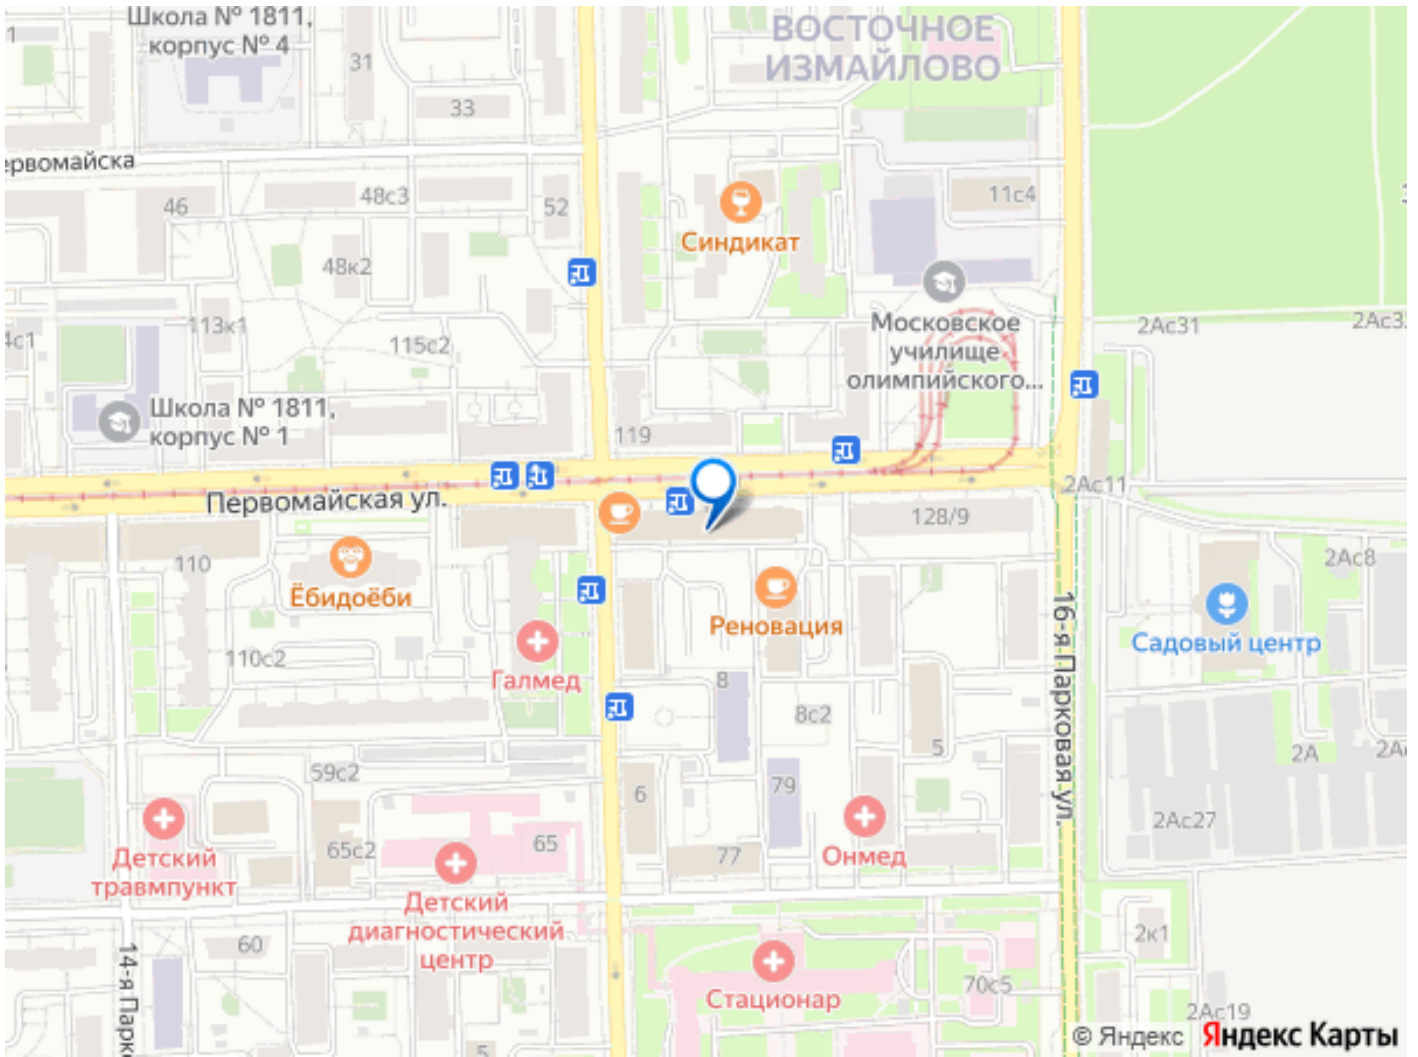 Школа № 1811,
корпус № 4
ВОСТОЧНОЕ
ИЗМАЙЛОВО
1
31
33
ервомайска
46
48с3
52
11с4
Синдикат
48к2
4с1
113к1
115с2
Московское
училище
олимпийского...
2Ас31
Школа № 1811,
корпус № 1
119
Первомайская ул.
2Ас11
128/9
110
Ёбидоёби
Реновация
2Ас8
16-я Парковая ул.
Садовый центр
110с2
Галмед
8
8с2
5
2А
59с2
6
79
2Ас27
Детский
травмпункт
65с2
65
77
Онмед
Детский
диагностический
центр
14-я Парко
60
2к1
Стационар
70с5
2Ас19
5
© Яндекс Яндекс Карты